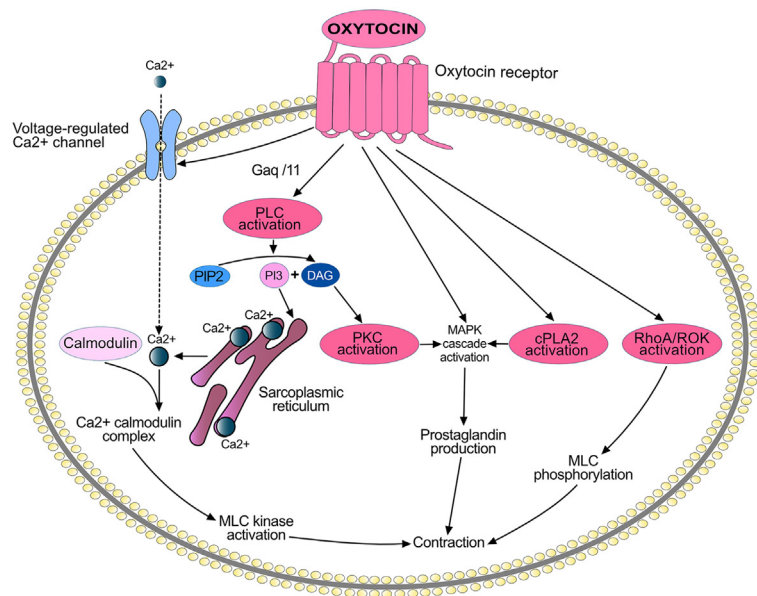 OXYTOCIN
Oxytocin receptor
Ca2+
Voltage-regulated
Ca2+ channel
Gaq /11
PLC
activation
PIP2
PI3
+
DAG
Ca2+
Ca2+
Calmodulin
Ca2+
PKC
activation
MAPK
cascade
activation
cPLA2
activation
RhoA/ROK
activation
Sarcoplasmic
reticulum
Ca2+
Ca2+ calmodulin
complex
Prostaglandin
production
MLC
phosphorylation
MLC kinase
activation
Contraction